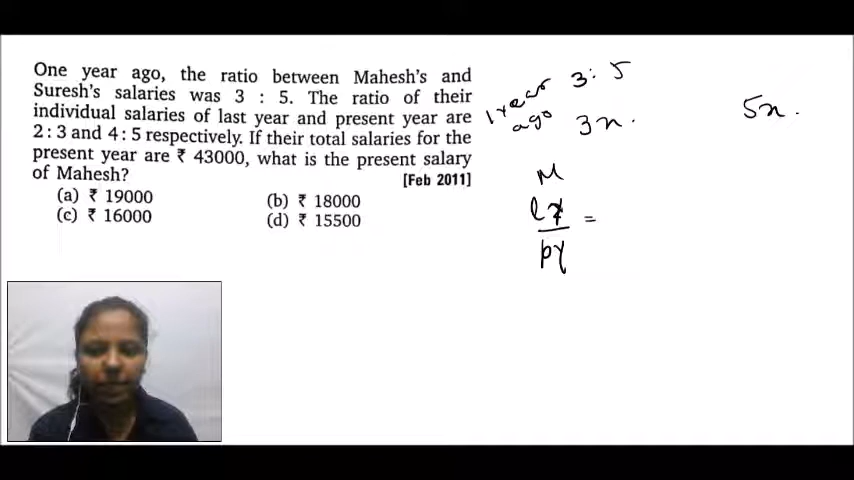 One year ago, the ratio between Mahesh's and
Suresh's salaries was 3 : 5. The ratio of their
individual salaries of last year and present year are
2 : 3 and 4 : 5 respectively. If their total salaries for the
present year are ₹ 43000, what is the present salary
of Mahesh? [Feb 2011]
(a) ₹ 19000 (b) ₹ 18000
(c) ₹ 16000 (d) ₹ 15500
1 year ago 3 : 5
3x . 5x .
M
ly
py =